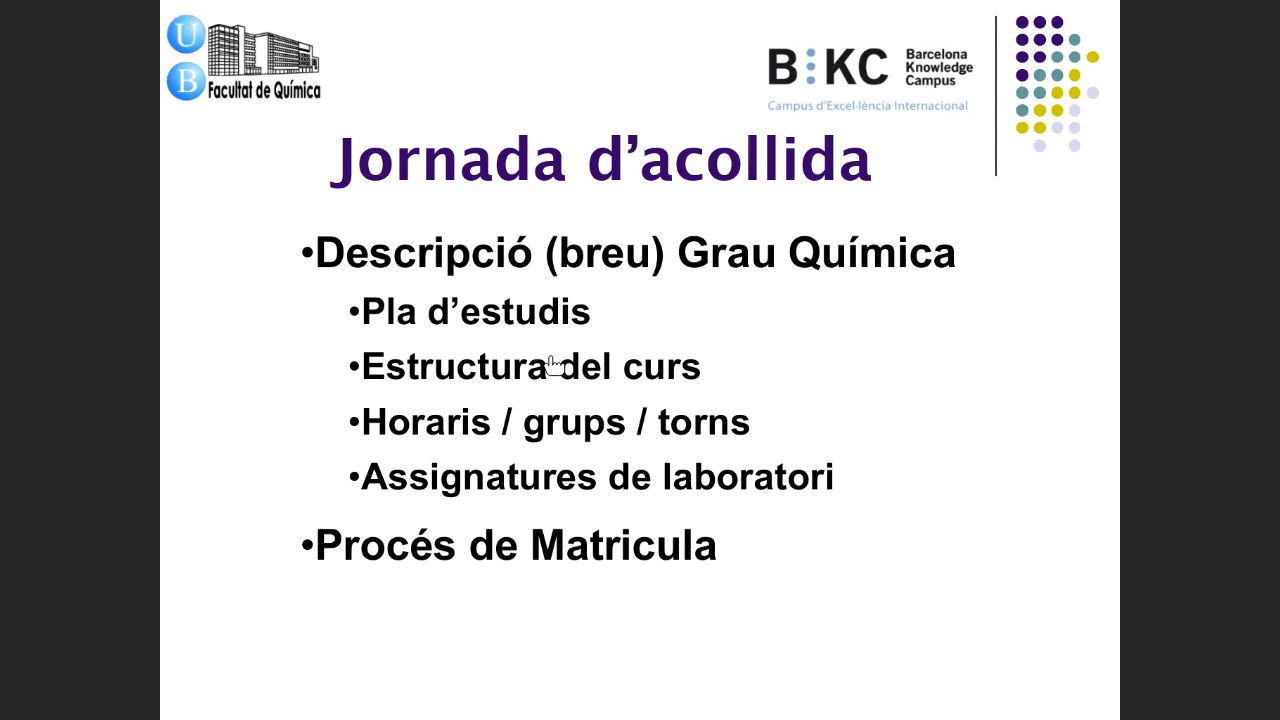 U
B
Facultat de Química
B KC
Barcelona
Knowledge
Campus
Campus d'Excel·lència Internacional
Jornada d’acollida
•Descripció (breu) Grau Química
•Pla d’estudis
•Estructura del curs
•Horaris / grups / torns
•Assignatures de laboratori
•Procés de Matricula